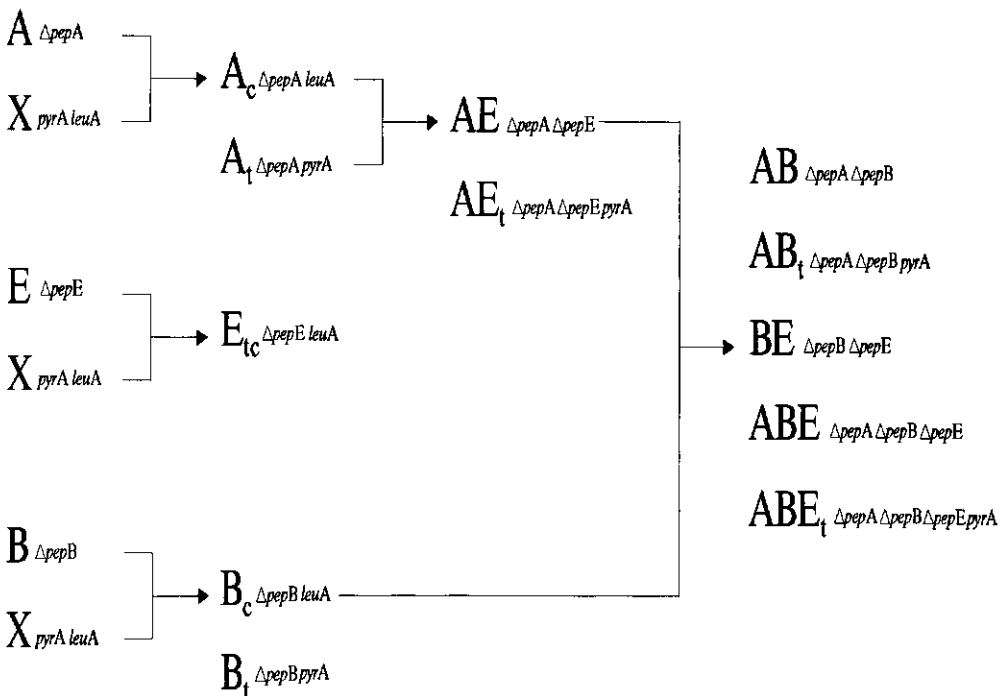 A ΔpepA
X pyrA leuA
A_c ΔpepA leuA
A_t ΔpepA pyrA
AE ΔpepA ΔpepE
AE_t ΔpepA ΔpepE pyrA
E ΔpepE
X pyrA leuA
E_tc ΔpepE leuA
B ΔpepB
X pyrA leuA
B_c ΔpepB leuA
B_t ΔpepB pyrA
AB ΔpepA ΔpepB
AB_t ΔpepA ΔpepB pyrA
BE ΔpepB ΔpepE
ABE ΔpepA ΔpepB ΔpepE
ABE_t ΔpepA ΔpepB ΔpepE pyrA